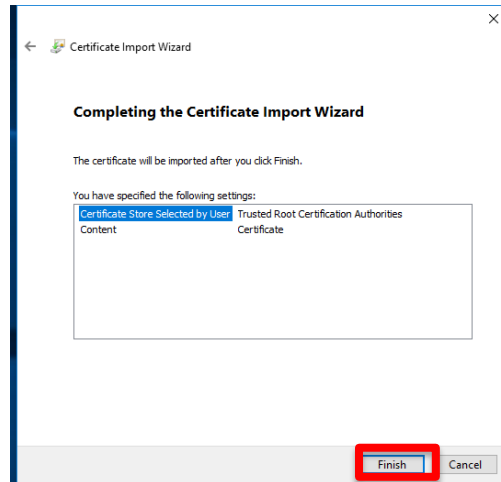 Certificate Import Wizard
Completing the Certificate Import Wizard
The certificate will be imported after you click Finish.
You have specified the following settings:
Certificate Store Selected by User Trusted Root Certification Authorities
Content Certificate
Finish Cancel